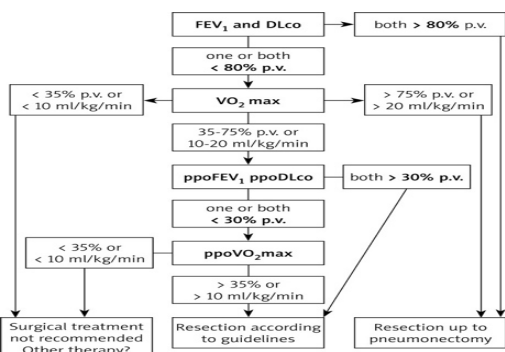 FEV₁ and DLco
both > 80% p.v.
one or both
< 80% p.v.
< 35% p.v. or
< 10 ml/kg/min
VO₂ max
> 75% p.v. or
> 20 ml/kg/min
35-75% p.v. or
10-20 ml/kg/min
ppoFEV₁ ppoDLco
both > 30% p.v.
one or both
< 30% p.v.
< 35% or
< 10 ml/kg/min
ppoVO₂max
> 35% or
> 10 ml/kg/min
Surgical treatment
not recommended
Other therapy?
Resection according
to guidelines
Resection up to
pneumonectomy